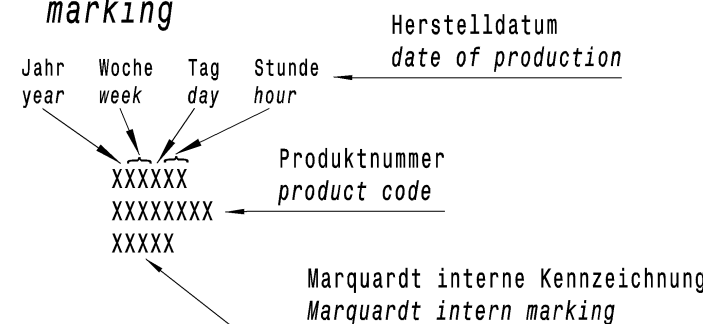 marking
Herstelldatum
date of production
Jahr Woche Tag Stunde
year week day hour
Produktnummer
product code
XXXXXX
XXXXXXXX
XXXXX
Marquardt interne Kennzeichnung
Marquardt intern marking